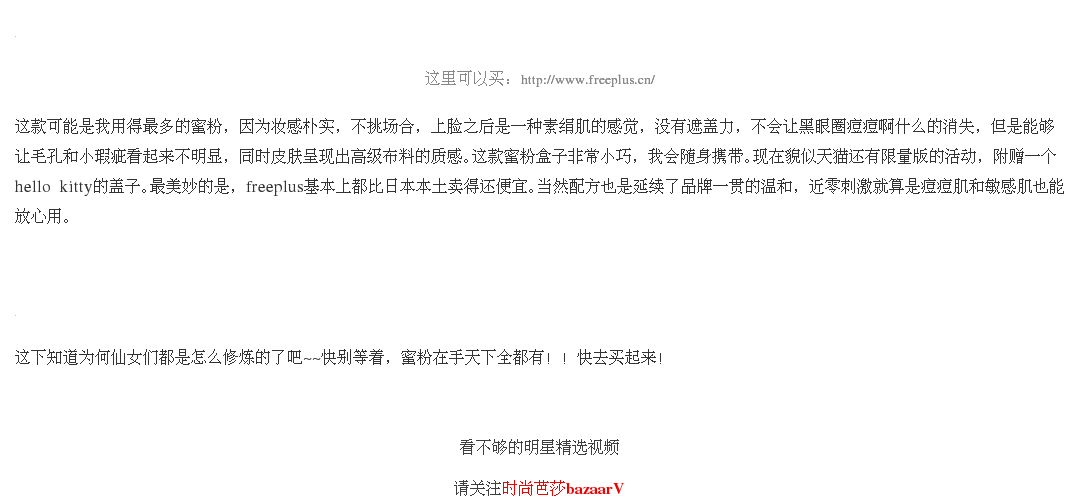 这里可以买：http://www.freeplus.cn/
这款可能是我用得最多的蜜粉，因为妆感朴实，不挑场合，上脸之后是一种素绢肌的感觉，没有遮盖力，不会让黑眼圈痘痘啊什么的消失，但是能够
让毛孔和小瑕疵看起来不明显，同时皮肤呈现出高级布料的质感。这款蜜粉盒子非常小巧，我会随身携带。现在貌似天猫还有限量版的活动，附赠一个
hello kitty的盖子。最美妙的是，freeplus基本上都比日本本土卖得还便宜。当然配方也是延续了品牌一贯的温和，近零刺激就算是痘痘肌和敏感肌也能
放心用。
这下知道为何仙女们都是怎么修炼的了吧~~快别等着，蜜粉在手天下全都有！！快去买起来！
看不够的明星精选视频
请关注时尚芭莎bazaarV